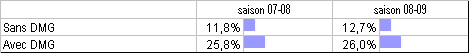 saison 07-08 saison 08-09
Sans DMG 11,8% 12,7%
Avec DMG 25,8% 26,0%